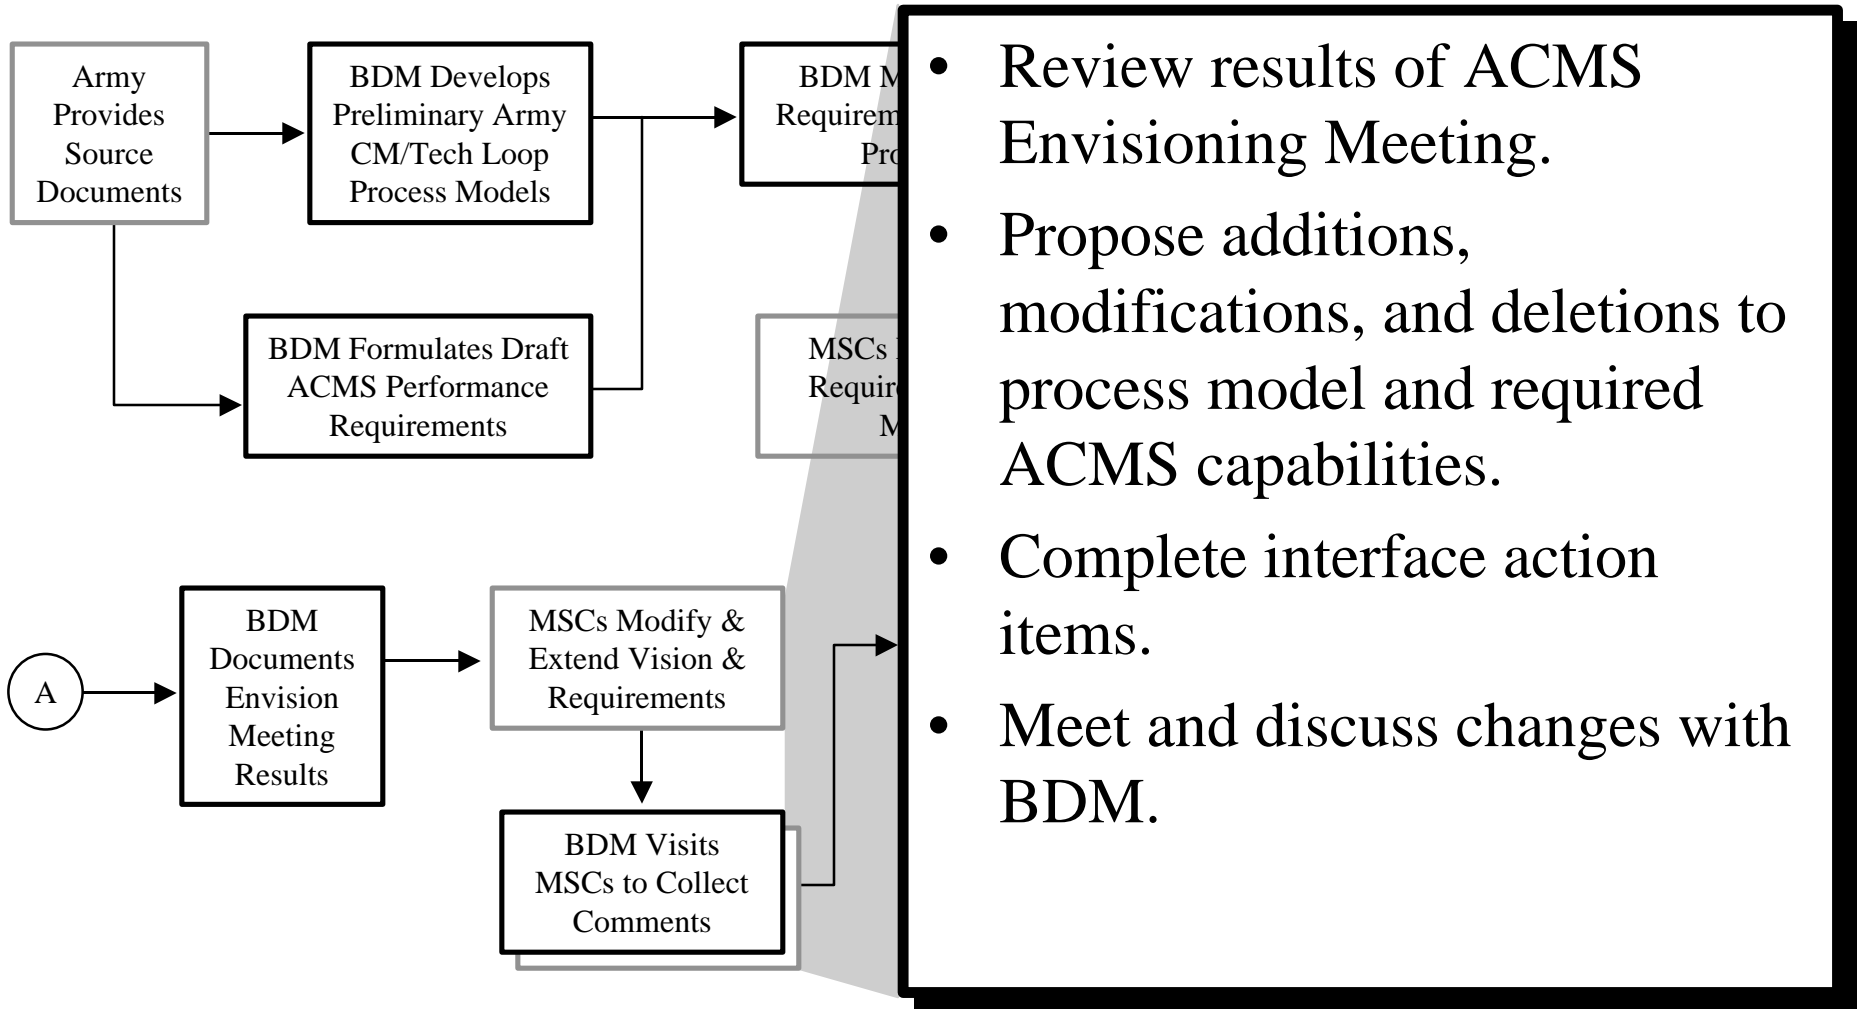 Army
Provides
Source
Documents
BDM Develops
Preliminary Army
CM/Tech Loop
Process Models
BDM
BDM Formulates Draft
ACMS Performance
Requirements
MSCs
A
BDM
Documents
Envision
Meeting
Results
MSCs Modify &
Extend Vision &
Requirements
BDM Visits
MSCs to Collect
Comments
• Review results of ACMS
Envisioning Meeting.
• Propose additions,
modifications, and deletions to
process model and required
ACMS capabilities.
• Complete interface action
items.
• Meet and discuss changes with
BDM.